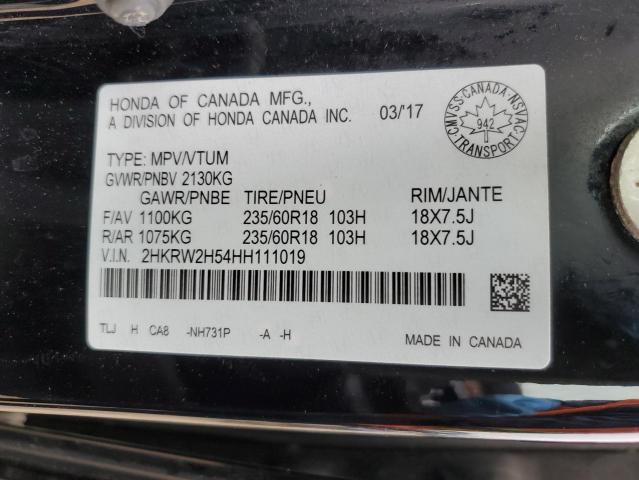 HONDA OF CANADA MFG.,
A DIVISION OF HONDA CANADA INC. 03/'17
CMVSS-CANADA-NSVAC
942
TRANSPORT
TYPE: MPV/VTUM
GVWR/PNBV 2130KG
GAWR/PNBE TIRE/PNEU RIM/JANTE
F/AV 1100KG 235/60R18 103H 18X7.5J
R/AR 1075KG 235/60R18 103H 18X7.5J
V.I.N. 2HKRW2H54HH111019
TLJ H CA8 -NH731P -A -H
MADE IN CANADA